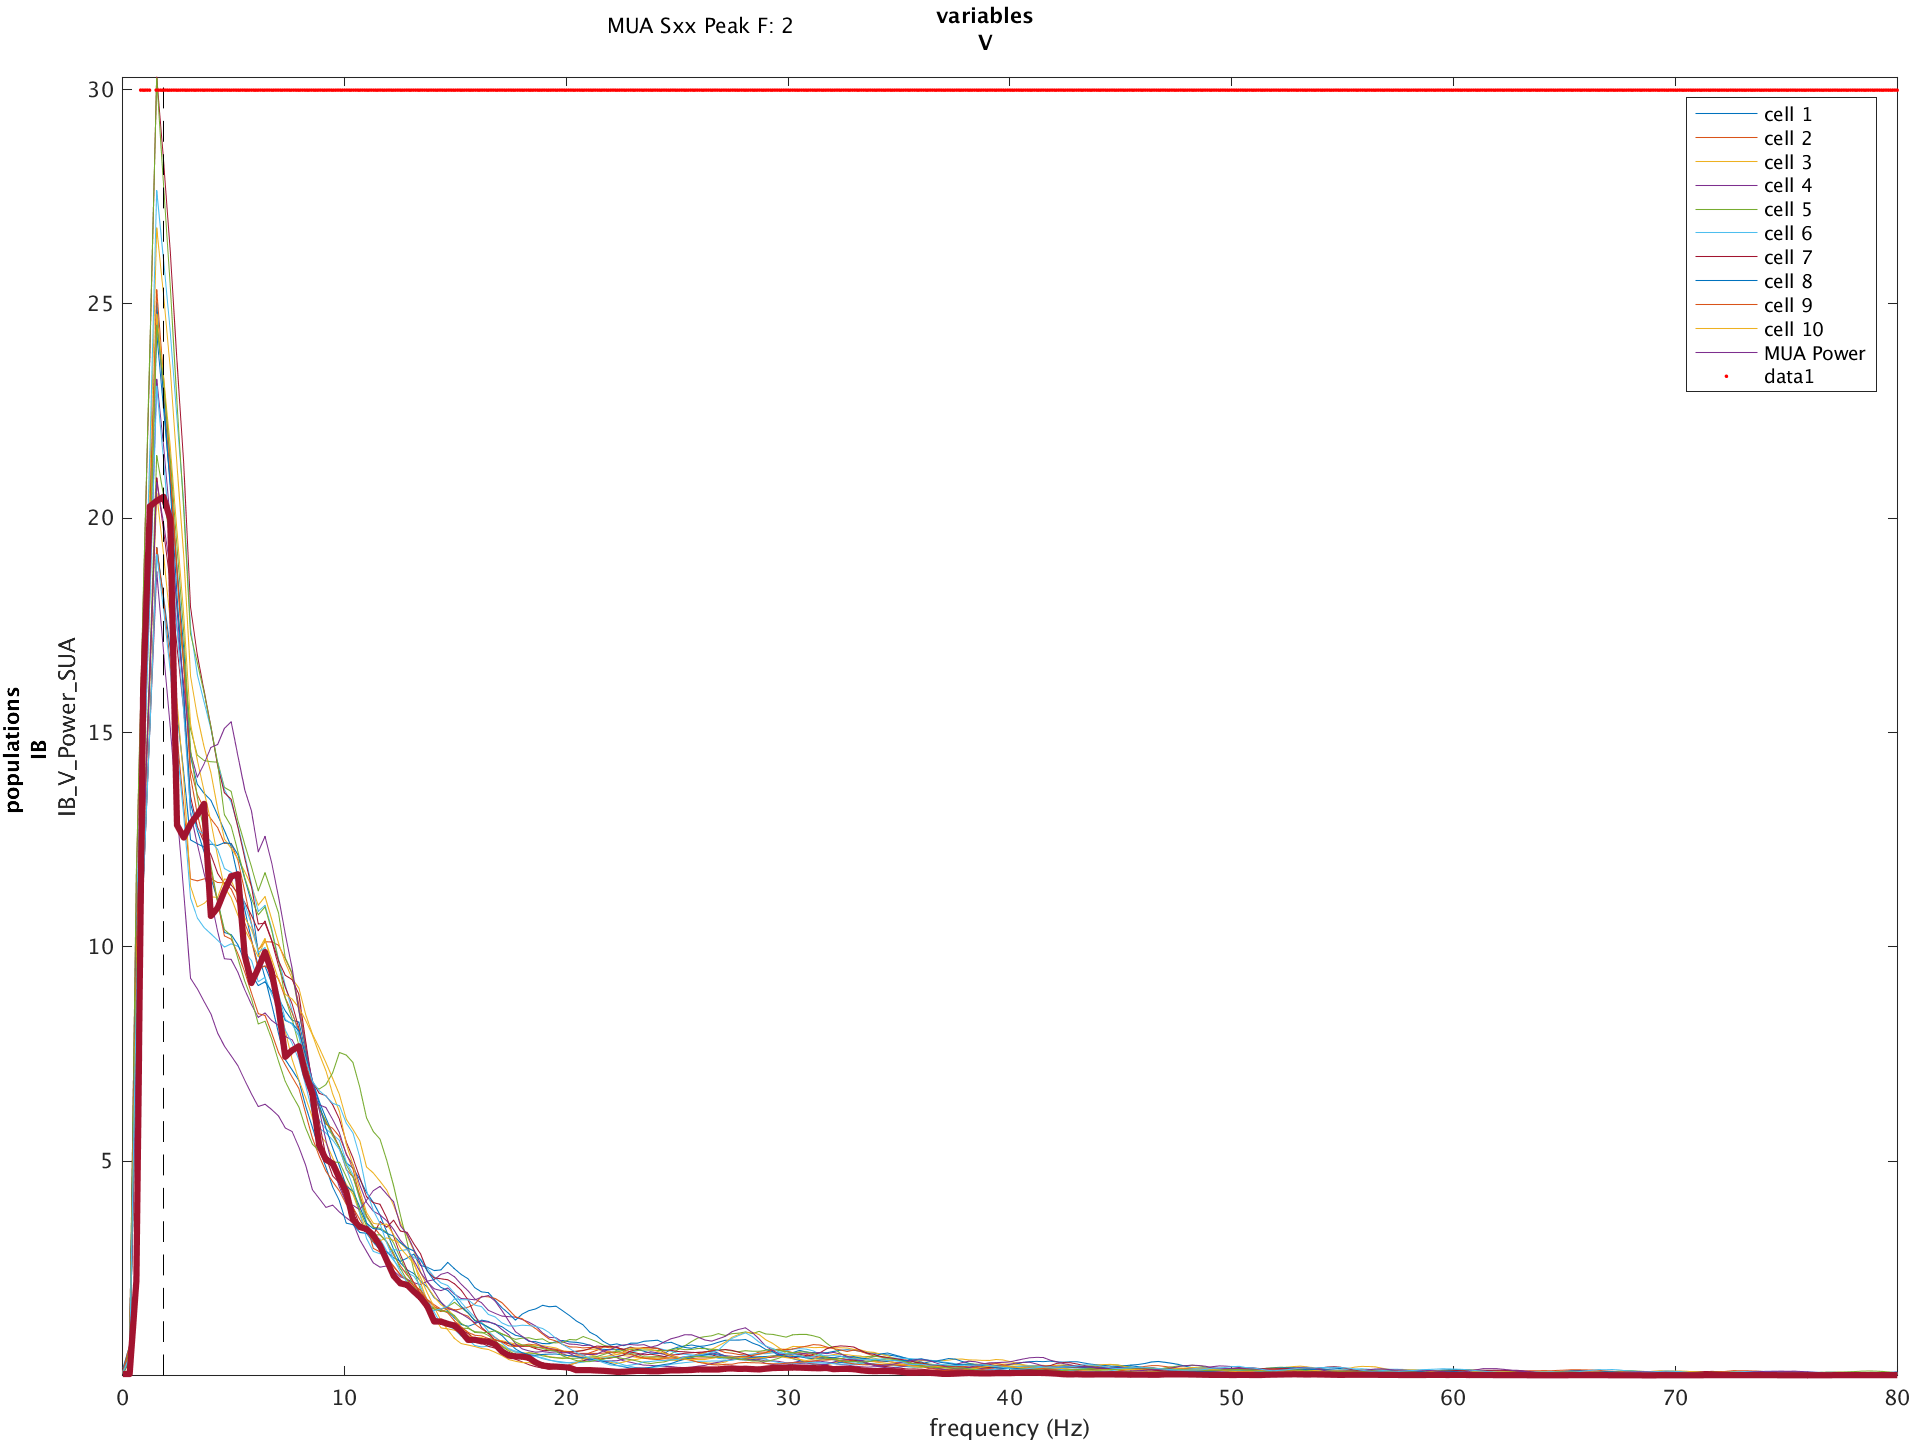 variables
V
MUA Sxx Peak F: 2
populations
IB
IB_V_Power_SUA
30
25
20
15
10
5
0
10
20
30
40
50
60
70
80
frequency (Hz)
cell 1
cell 2
cell 3
cell 4
cell 5
cell 6
cell 7
cell 8
cell 9
cell 10
MUA Power
data1